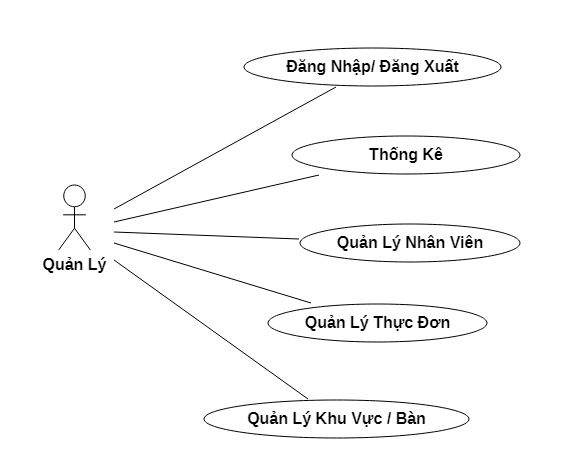 Đăng Nhập/ Đăng Xuất
Thống Kê
Quản Lý Nhân Viên
Quản Lý
Quản Lý Thực Đơn
Quản Lý Khu Vực / Bàn